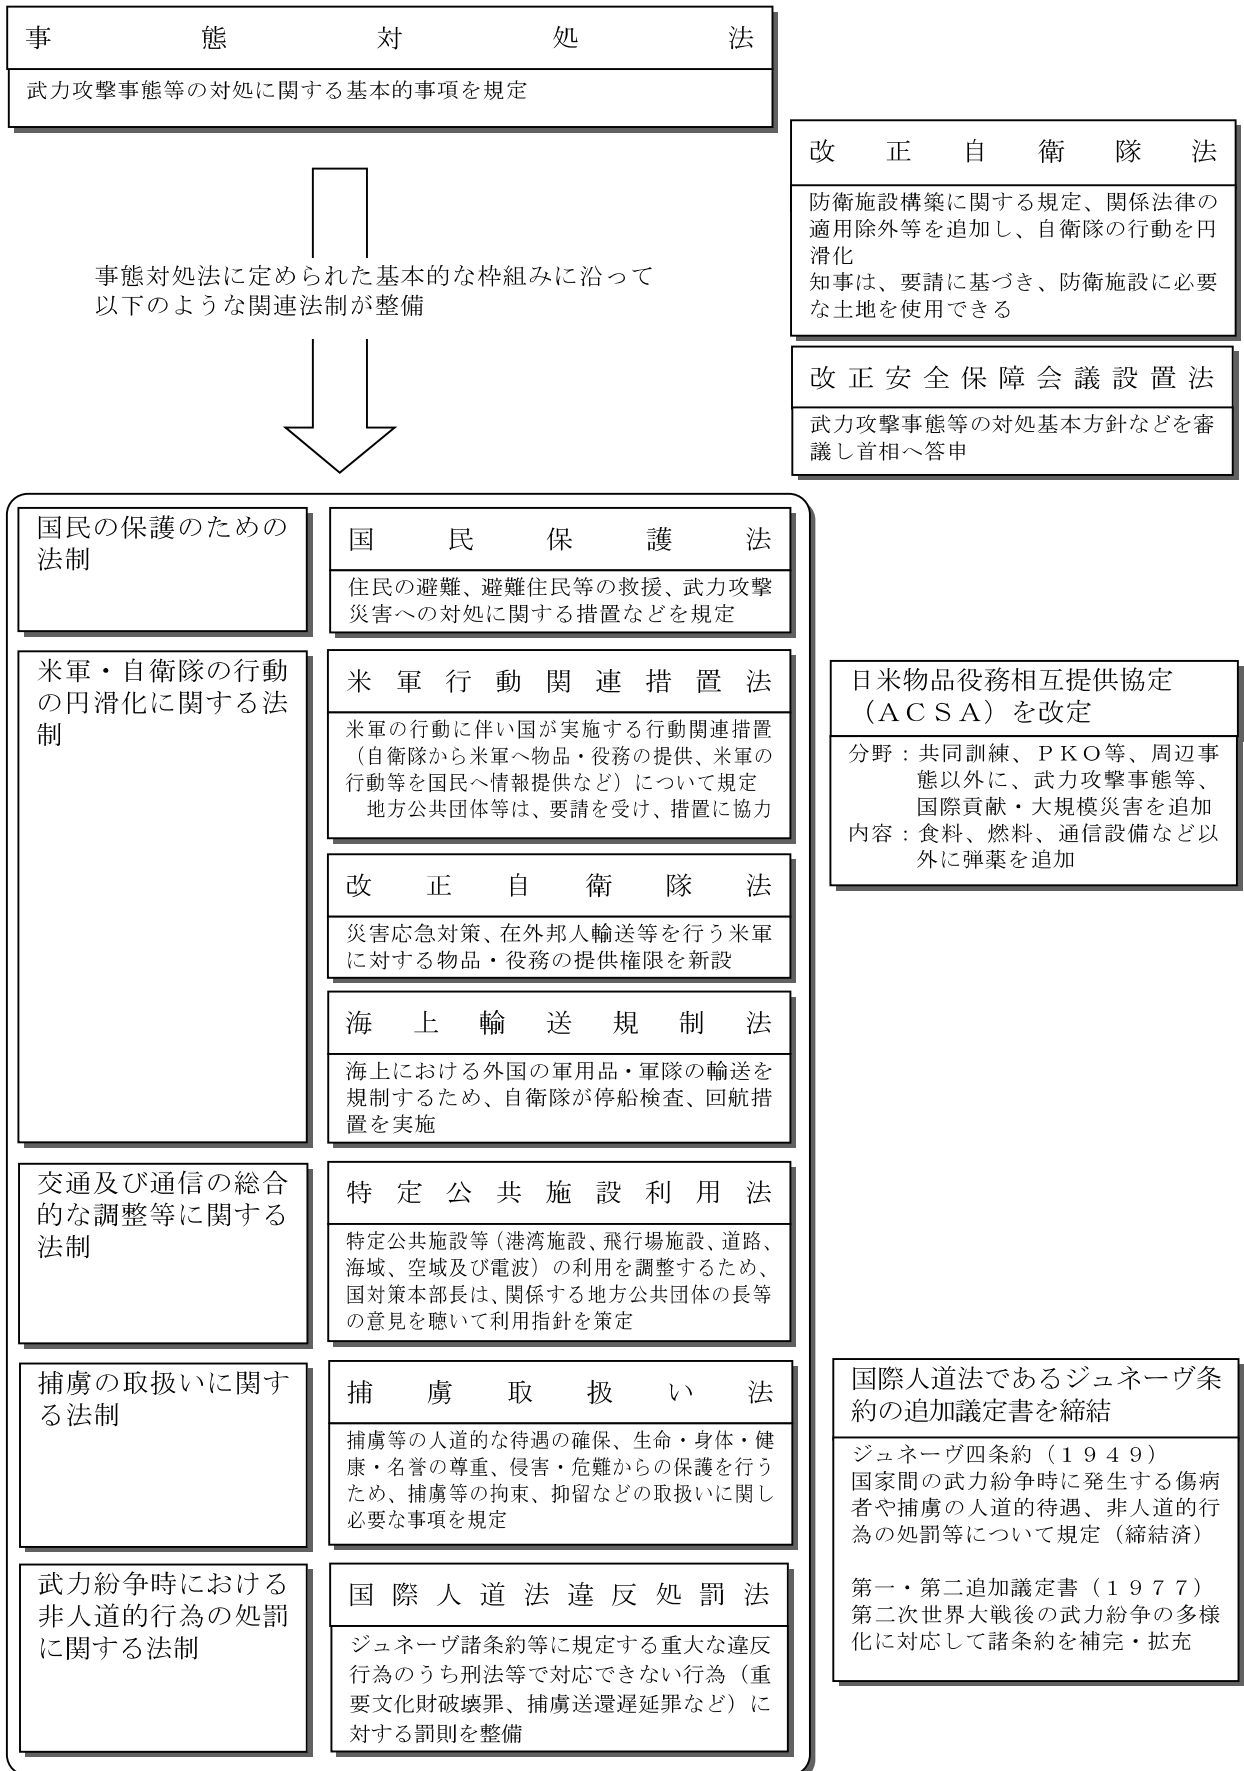 事態対処法
武力攻撃事態等の対処に関する基本的事項を規定
改正自衛隊法
防衛施設構築に関する規定、関係法律の
適用除外等を追加し、自衛隊の行動を円
滑化
知事は、要請に基づき、防衛施設に必要
な土地を使用できる
事態対処法に定められた基本的な枠組みに沿って
以下のような関連法制が整備
改正安全保障会議設置法
武力攻撃事態等の対処基本方針などを審
議し首相へ答申
国民の保護のための
法制
国民保護法
住民の避難、避難住民等の救援、武力攻撃
災害への対処に関する措置などを規定
米軍・自衛隊の行動
の円滑化に関する法
制
米軍行動関連措置法
米軍の行動に伴い国が実施する行動関連措置
（自衛隊から米軍へ物品・役務の提供、米軍の
行動等を国民へ情報提供など）について規定
地方公共団体等は、要請を受け、措置に協力
日米物品役務相互提供協定
（ＡＣＳＡ）を改定
分野：共同訓練、ＰＫＯ等、周辺事
態以外に、武力攻撃事態等、
国際貢献・大規模災害を追加
内容：食料、燃料、通信設備など以
外に弾薬を追加
改正自衛隊法
災害応急対策、在外邦人輸送等を行う米軍
に対する物品・役務の提供権限を新設
海上輸送規制法
海上における外国の軍用品・軍隊の輸送を
規制するため、自衛隊が停船検査、回航措
置を実施
交通及び通信の総合
的な調整等に関する
法制
特定公共施設利用法
特定公共施設等（港湾施設、飛行場施設、道路、
海域、空域及び電波）の利用を調整するため、
国対策本部長は、関係する地方公共団体の長等
の意見を聴いて利用指針を策定
捕虜の取扱いに関す
る法制
捕虜取扱い法
捕虜等の人道的な待遇の確保、生命・身体・健
康・名誉の尊重、侵害・危難からの保護を行う
ため、捕虜等の拘束、抑留などの取扱いに関し
必要な事項を規定
国際人道法であるジュネーヴ条
約の追加議定書を締結
ジュネーヴ四条約（１９４９）
国家間の武力紛争時に発生する傷病
者や捕虜の人道的待遇、非人道的行
為の処罰等について規定（締結済）
第一・第二追加議定書（１９７７）
第二次世界大戦後の武力紛争の多様
化に対応して諸条約を補完・拡充
武力紛争時における
非人道的行為の処罰
に関する法制
国際人道法違反処罰法
ジュネーヴ諸条約等に規定する重大な違反
行為のうち刑法等で対応できない行為（重
要文化財破壊罪、捕虜送還遅延罪など）に
対する罰則を整備